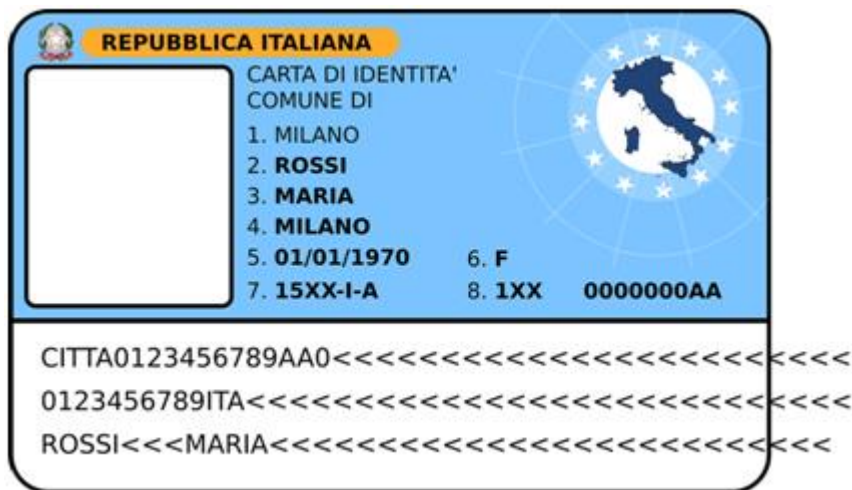 REPUBBLICA ITALIANA
CARTA DI IDENTITA'
COMUNE DI
1. MILANO
2. ROSSI
3. MARIA
4. MILANO
5. 01/01/1970 6. F
7. 15XX-I-A 8. 1XX 0000000AA
CITTA0123456789AA0<<<<<<<<<<<<<<<<<<<<<<<<
0123456789ITA<<<<<<<<<<<<<<<<<<<<<<<<<<<<
ROSSI<<<MARIA<<<<<<<<<<<<<<<<<<<<<<<<<<